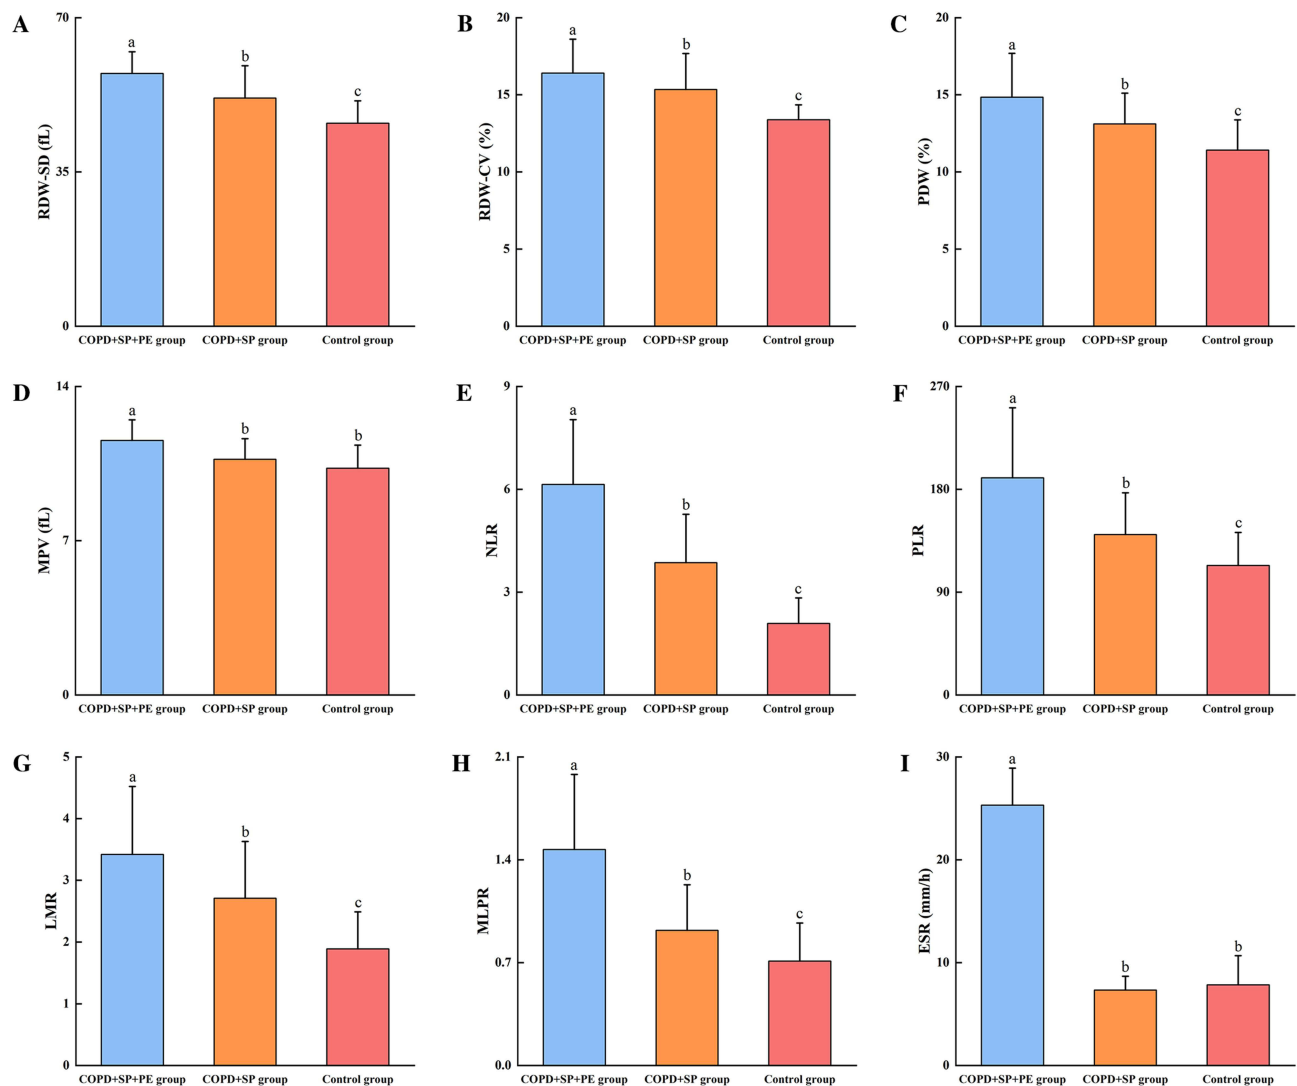 A
RDW-SD (fL)
70
35
0
a
b
c
COPD+SP+PE group
COPD+SP group
Control group
B
RDW-CV (%)
20
15
10
5
0
a
b
c
COPD+SP+PE group
COPD+SP group
Control group
C
PDW (%)
20
15
10
5
0
a
b
c
COPD+SP+PE group
COPD+SP group
Control group
D
MPV (fL)
14
7
0
a
b
b
COPD+SP+PE group
COPD+SP group
Control group
E
NLR
9
6
3
0
a
b
c
COPD+SP+PE group
COPD+SP group
Control group
F
PLR
270
180
90
0
a
b
c
COPD+SP+PE group
COPD+SP group
Control group
G
LMR
5
4
3
2
1
0
a
b
c
COPD+SP+PE group
COPD+SP group
Control group
H
MLPR
2.1
1.4
0.7
0.0
a
b
c
COPD+SP+PE group
COPD+SP group
Control group
I
ESR (mm/h)
30
20
10
0
a
b
b
COPD+SP+PE group
COPD+SP group
Control group